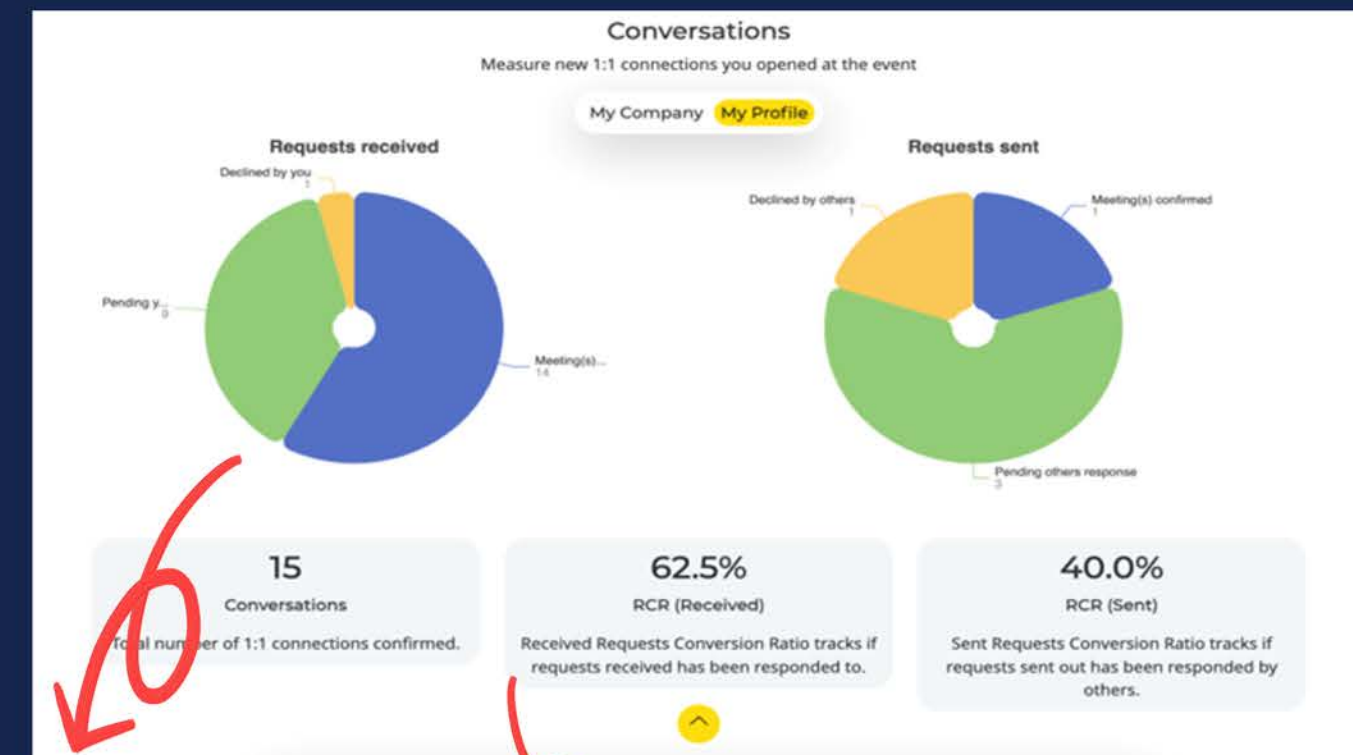 Conversations
Measure new 1:1 connections you opened at the event
My Company My Profile
Requests received
Requests sent
Declined by you
1
Pending y...
9
Meeting(s)...
14
Declined by others
1
Meeting(s) confirmed
1
Pending others response
3
15
Conversations
Total number of 1:1 connections confirmed.
62.5%
RCR (Received)
Received Requests Conversion Ratio tracks if
requests received has been responded to.
40.0%
RCR (Sent)
Sent Requests Conversion Ratio tracks if
requests sent out has been responded by
others.